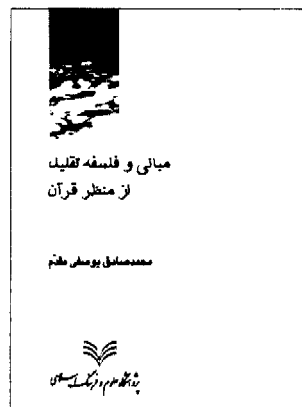 مبانی و فلسفه تقلید
از منظر قرآن
محمدصادق یوسفی مقدم
پژوهشگاه علوم و فرهنگ اسلامی